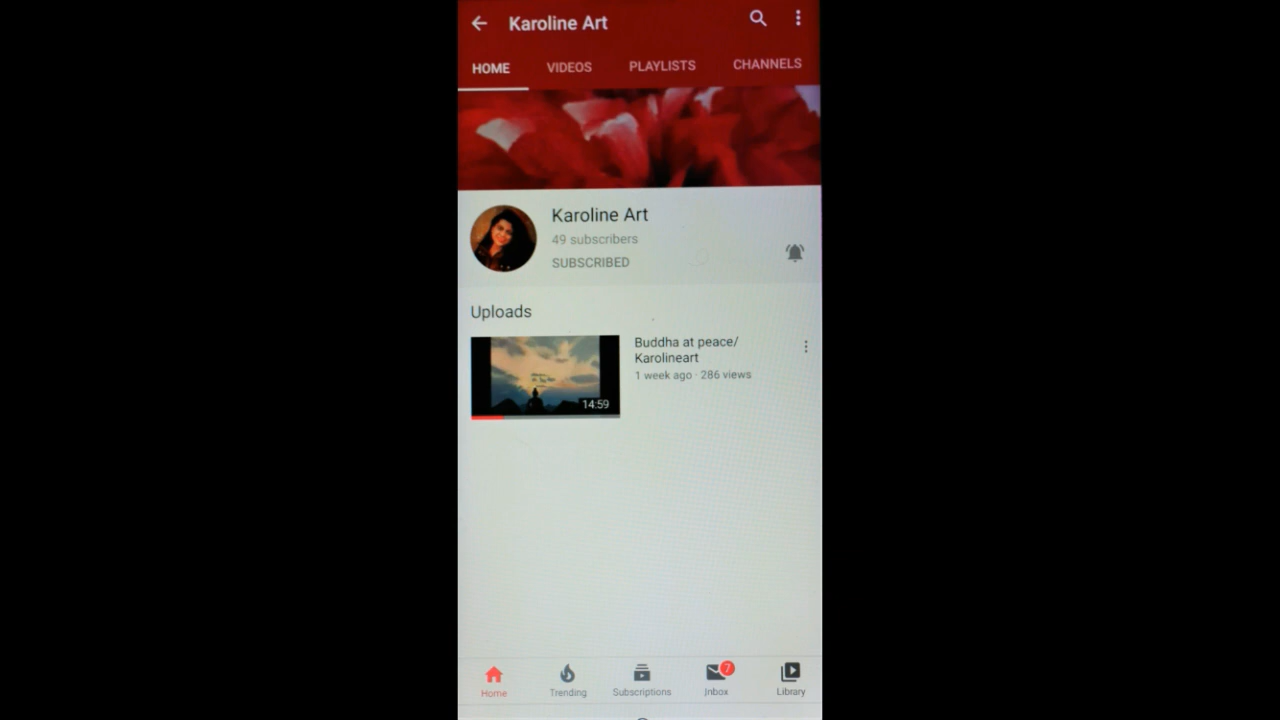 Karoline Art
HOME VIDEOS PLAYLISTS CHANNELS
Karoline Art
49 subscribers
SUBSCRIBED
Uploads
Buddha at peace/
Karolineart
1 week ago · 286 views
14:59
Home Trending Subscriptions Inbox 7 Library